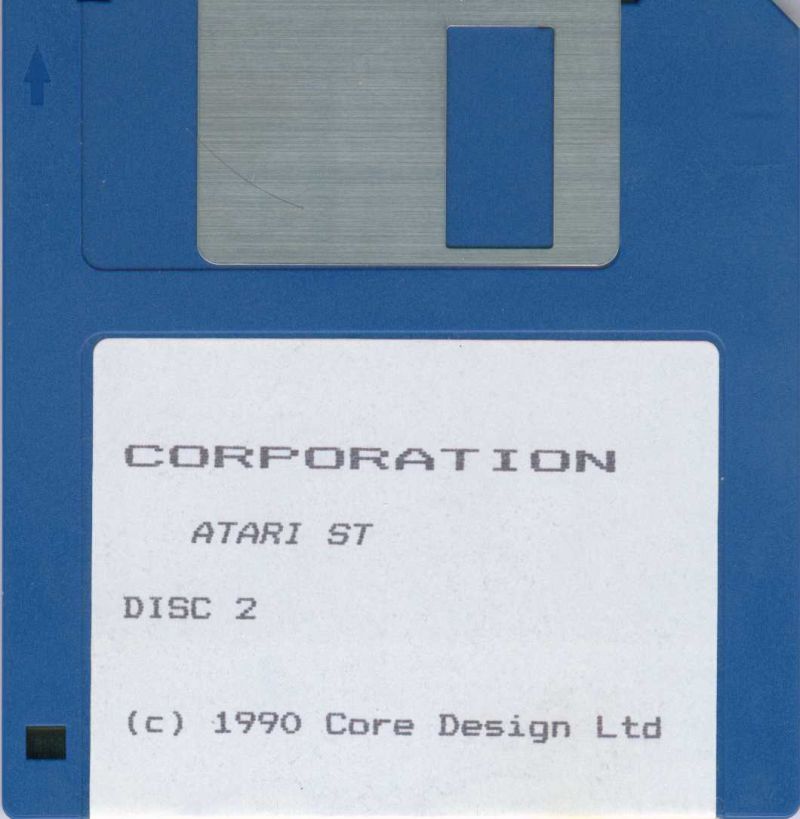 CORPORATION
ATARI ST
DISC 2
(c) 1990 Core Design Ltd